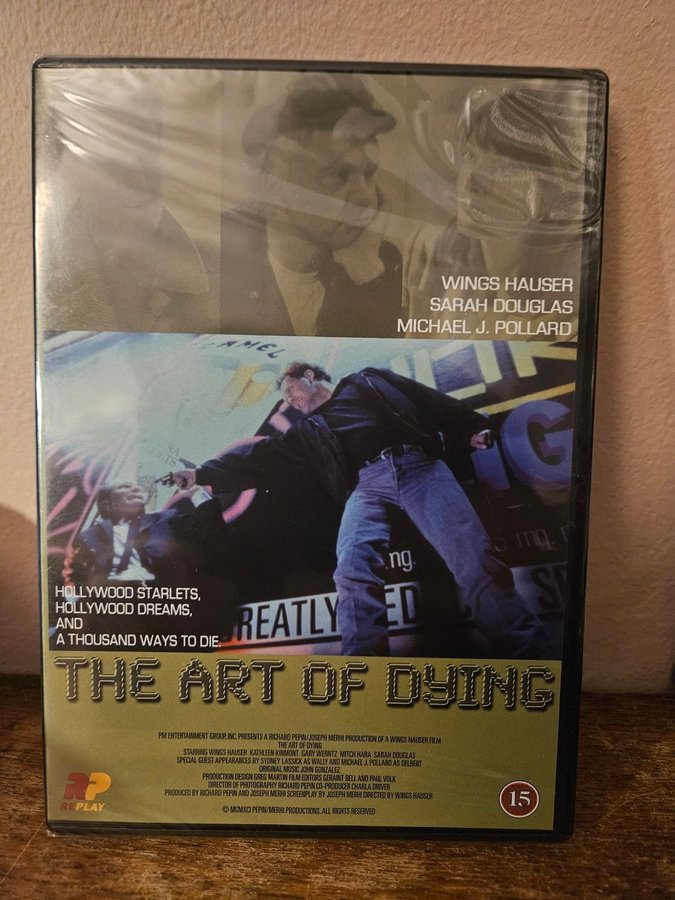 WINGS HAUSER
SARAH DOUGLAS
MICHAEL J. POLLARD
CAMEL
HOLLYWOOD STARLETS,
HOLLYWOOD DREAMS,
AND
A THOUSAND WAYS TO DIE.
ng.
mg.
GREATLY
THE ART OF DYING
PM ENTERTAINMENT GROUP, INC. PRESENTS A RICHARD PEPIN/JOSEPH MERHI PRODUCTION OF A WINGS HAUSER FILM
THE ART OF DYING
STARRING WINGS HAUSER KATHLEEN KINMONT GARY WERNTZ MITCH HARA SARAH DOUGLAS
SPECIAL GUEST APPEARANCES BY SYDNEY LASSICK AS WALLY AND MICHAEL J. POLLARD AS DELBERT
ORIGINAL MUSIC JOHN GONZALEZ
PRODUCTION DESIGN GREG MARTIN FILM EDITORS GERAINT BELL AND PAUL VOLK
DIRECTOR OF PHOTOGRAPHY RICHARD PEPIN CO-PRODUCER CHARLA DRIVER
PRODUCED BY RICHARD PEPIN AND JOSEPH MERHI SCREENPLAY BY JOSEPH MERHI DIRECTED BY WINGS HAUSER
© MCMXCI PEPIN/MERHI PRODUCTIONS. ALL RIGHTS RESERVED
RP
REPLAY
15